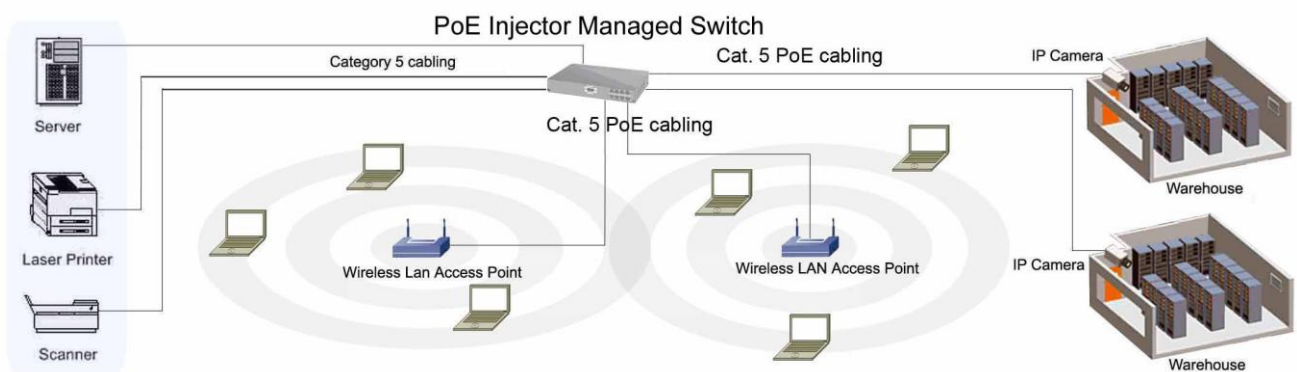 PoE Injector Managed Switch
Category 5 cabling
Cat. 5 PoE cabling
IP Camera
Server
Cat. 5 PoE cabling
Warehouse
Laser Printer
Wireless Lan Access Point
Wireless LAN Access Point
IP Camera
Scanner
Warehouse